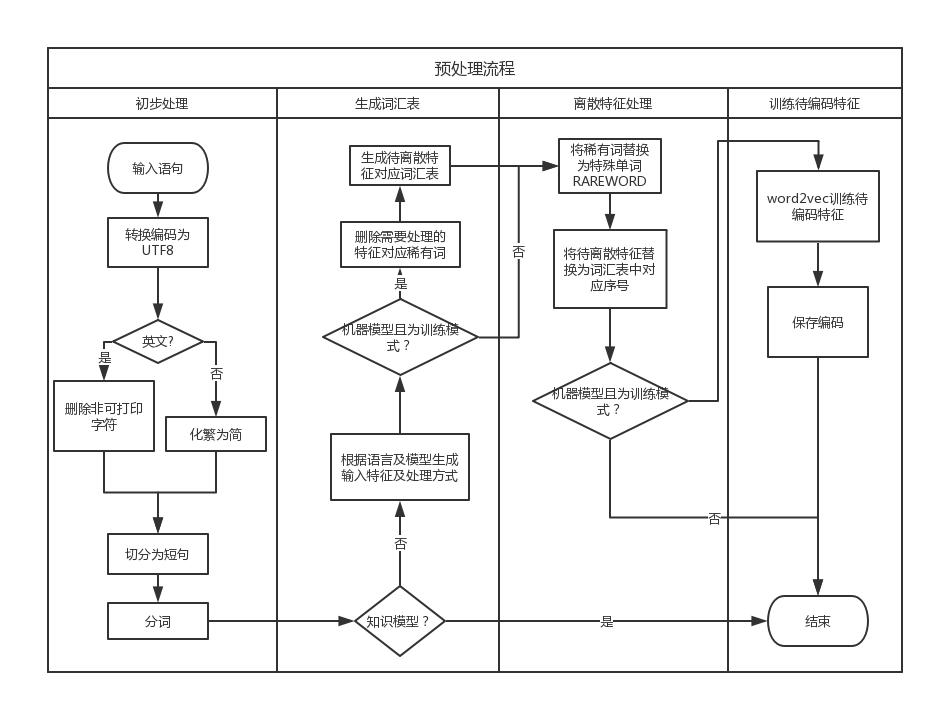 预处理流程
初步处理
生成词汇表
离散特征处理
训练待编码特征
输入语句
转换编码为
UTF8
英文?
是
否
删除非可打印
字符
化繁为简
切分为短句
分词
生成待离散特
征对应词汇表
删除需要处理的
特征对应稀有词
是
否
机器模型且为训练模
式？
根据语言及模型生成
输入特征及处理方式
否
知识模型？
是
将稀有词替换
为特殊单词
RAREWORD
将待离散特征替
换为词汇表中对
应序号
机器模型且为训练模
式？
否
word2vec训练待
编码特征
保存编码
结束